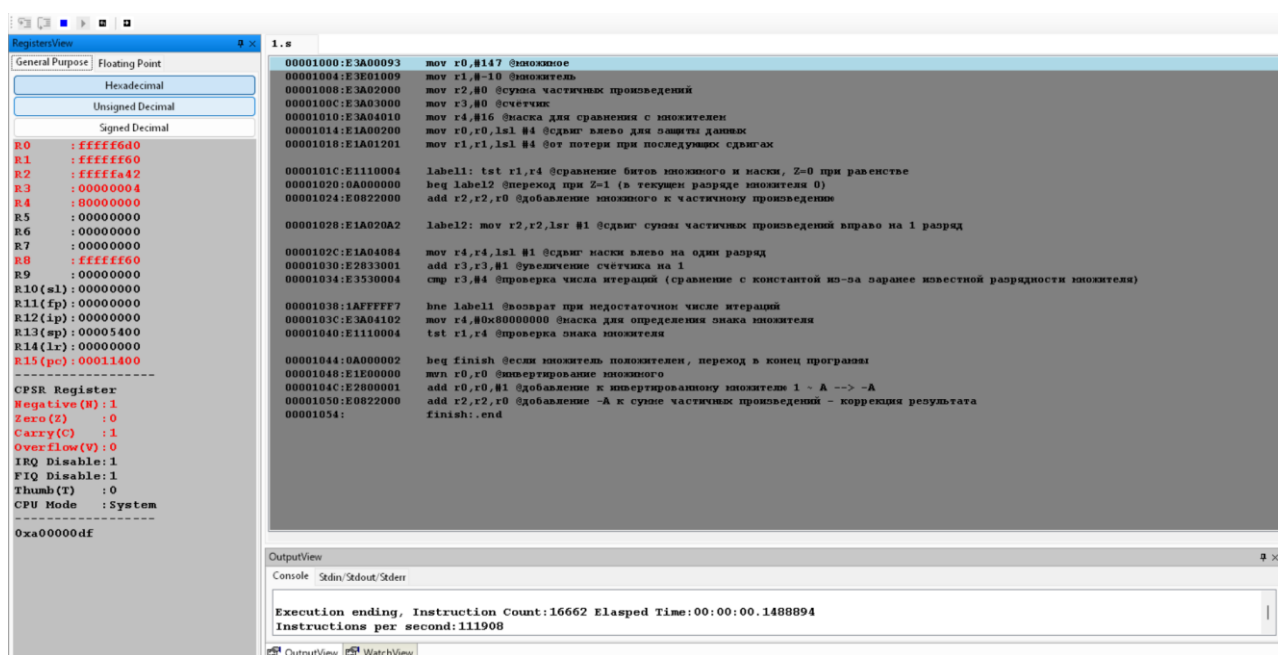 RegistersView
General Purpose Floating Point
Hexadecimal
Unsigned Decimal
Signed Decimal
R0 :fffff6d0
R1 :ffffff60
R2 :fffffa42
R3 :00000004
R4 :80000000
R5 :00000000
R6 :00000000
R7 :00000000
R8 :ffffff60
R9 :00000000
R10(sl):00000000
R11(fp):00000000
R12(ip):00000000
R13(sp):00005400
R14(lr):00000000
R15(pc):00011400
-------------------
CPSR Register
Negative(N):1
Zero(Z) :0
Carry(C) :1
Overflow(V):0
IRQ Disable:1
FIQ Disable:1
Thumb(T) :0
CPU Mode :System
-------------------
0xa00000df
1.s
00001000:E3A00093 mov r0,#147 @множимое
00001004:E3E01009 mov r1,#-10 @множитель
00001008:E3A02000 mov r2,#0 @сумма частичных произведений
0000100C:E3A03000 mov r3,#0 @счётчик
00001010:E3A04010 mov r4,#16 @маска для сравнения с множителем
00001014:E1A00200 mov r0,r0,lsl #4 @сдвиг влево для защиты данных
00001018:E1A01201 mov r1,r1,lsl #4 @от потери при последующих сдвигах
0000101C:E1110004 label1: tst r1,r4 @сравнение битов множимого и маски, Z=0 при равенстве
00001020:0A000000 beq label2 @переход при Z=1 (в текущем разряде множителя 0)
00001024:E0822000 add r2,r2,r0 @добавление множимого к частичному произведению
00001028:E1A020A2 label2: mov r2,r2,lsr #1 @сдвиг суммы частичных произведений вправо на 1 разряд
0000102C:E1A04084 mov r4,r4,lsl #1 @сдвиг маски влево на один разряд
00001030:E2833001 add r3,r3,#1 @увеличение счётчика на 1
00001034:E3530004 cmp r3,#4 @проверка числа итераций (сравнение с константой из-за заранее известной разрядности множителя)
00001038:1AFFFFF7 bne label1 @возврат при недостаточном числе итераций
0000103C:E3A04102 mov r4,#0x80000000 @маска для определения знака множителя
00001040:E1110004 tst r1,r4 @проверка знака множителя
00001044:0A000002 beq finish @если множитель положителен, переход в конец программы
00001048:E1E00000 mvn r0,r0 @инвертирование множимого
0000104C:E2800001 add r0,r0,#1 @добавление к инвертированному множителю 1 ~ A --> -A
00001050:E0822000 add r2,r2,r0 @добавление -A к сумме частичных произведений - коррекция результата
00001054: finish:.end
OutputView
Console Stdin/Stdout/Stderr
Execution ending, Instruction Count:16662 Elasped Time:00:00:00.1488894
Instructions per second:111908
OutputView WatchView